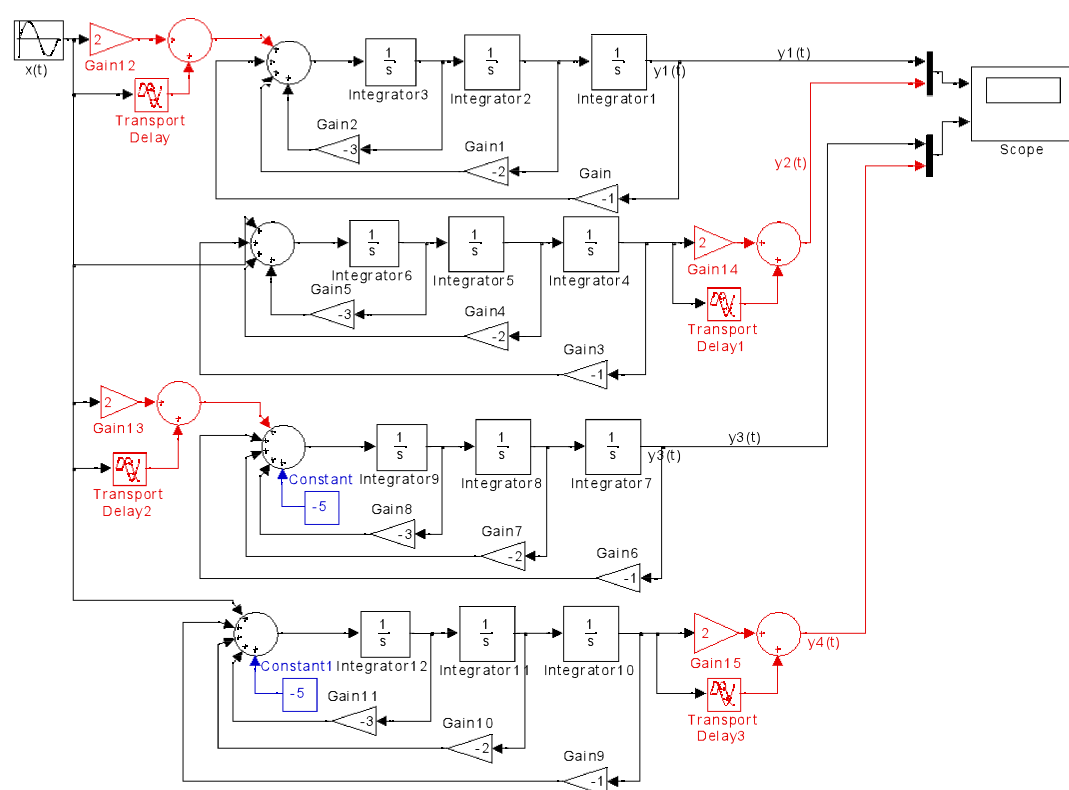 x(t)
2
Gain12
Transport
Delay
1
s
Integrator3
1
s
Integrator2
1
s
Integrator1
y1(t)
y1(t)
Scope
Gain2
-3
Gain1
-2
Gain
-1
y2(t)
1
s
Integrator6
1
s
Integrator5
1
s
Integrator4
2
Gain14
Transport
Delay1
Gain5
-3
Gain4
-2
Gain3
-1
2
Gain13
Transport
Delay2
1
s
Integrator9
1
s
Integrator8
1
s
Integrator7
y3(t)
y3(t)
Constant
-5
Gain8
-3
Gain7
-2
Gain6
-1
1
s
Integrator12
1
s
Integrator11
1
s
Integrator10
2
Gain15
y4(t)
Transport
Delay3
Constant1
-5
Gain11
-3
Gain10
-2
Gain9
-1